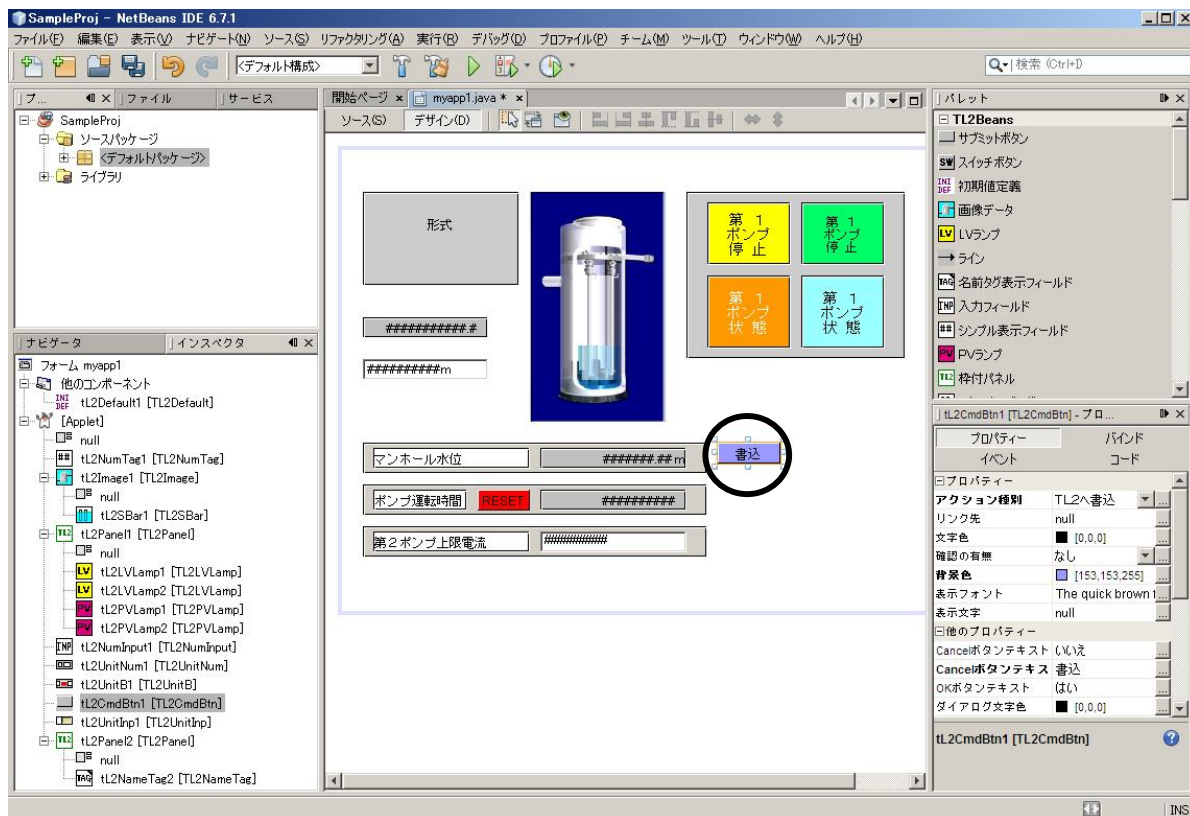 SampleProj - NetBeans IDE 6.7.1
ファイル(F) 編集(E) 表示(V) ナビゲート(N) ソース(S) リファクタリング(A) 実行(R) デバッグ(D) プロファイル(P) チーム(M) ツール(T) ウィンドウ(W) ヘルプ(H)
<デフォルト構成>
検索 (Ctrl+I)
プ... ファイル サービス
SampleProj
ソースパッケージ
<デフォルトパッケージ>
ライブラリ
ナビゲータ インスペクタ
フォーム myapp1
他のコンポーネント
INI DEF tL2Default1 [TL2Default]
[Applet]
null
## tL2NumTag1 [TL2NumTag]
tL2Image1 [TL2Image]
null
tL2SBar1 [TL2SBar]
TL2 tL2Panel1 [TL2Panel]
null
LV tL2LVLamp1 [TL2LVLamp]
LV tL2LVLamp2 [TL2LVLamp]
PV tL2PVLamp1 [TL2PVLamp]
PV tL2PVLamp2 [TL2PVLamp]
INP tL2NumInput1 [TL2NumInput]
tL2UnitNum1 [TL2UnitNum]
tL2UnitB1 [TL2UnitB]
tL2CmdBtn1 [TL2CmdBtn]
tL2UnitInp1 [TL2UnitInp]
TL2 tL2Panel2 [TL2Panel]
null
TAG tL2NameTag2 [TL2NameTag]
開始ページ myapp1.java *
ソース(S) デザイン(D)
形式
###########.#
##########m
第 1
ポンプ
停 止
第 1
ポンプ
停 止
第 1
ポンプ
状 態
第 1
ポンプ
状 態
マンホール水位 #######.## m
書込
ポンプ運転時間 RESET ##########
第2ポンプ上限電流 ##########
パレット
TL2Beans
サブミットボタン
SW スイッチボタン
INI DEF 初期値定義
画像データ
LV LVランプ
ライン
TAG 名前タグ表示フィールド
INP 入力フィールド
## シンプル表示フィールド
PV PVランプ
TL2 枠付パネル
tL2CmdBtn1 [TL2CmdBtn] - プロ...
プロパティー バインド
イベント コード
プロパティー
アクション種別 TL2へ書込
リンク先 null
文字色 [0,0,0]
確認の有無 なし
背景色 [153,153,255]
表示フォント The quick brown
表示文字 null
他のプロパティー
Cancelボタンテキスト いいえ
Cancelボタンテキス 書込
OKボタンテキスト はい
ダイアログ文字色 [0,0,0]
tL2CmdBtn1 [TL2CmdBtn]
INS